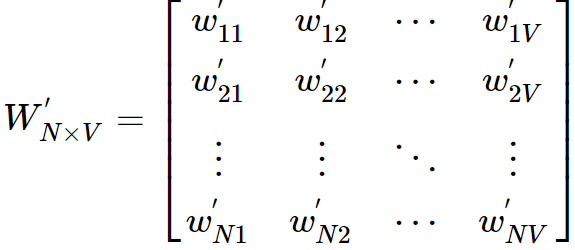 w′11 w′12 ⋯ w′1V
w′21 w′22 ⋯ w′2V
W′N×V =
⋮ ⋮ ⋱ ⋮
w′N1 w′N2 ⋯ w′NV